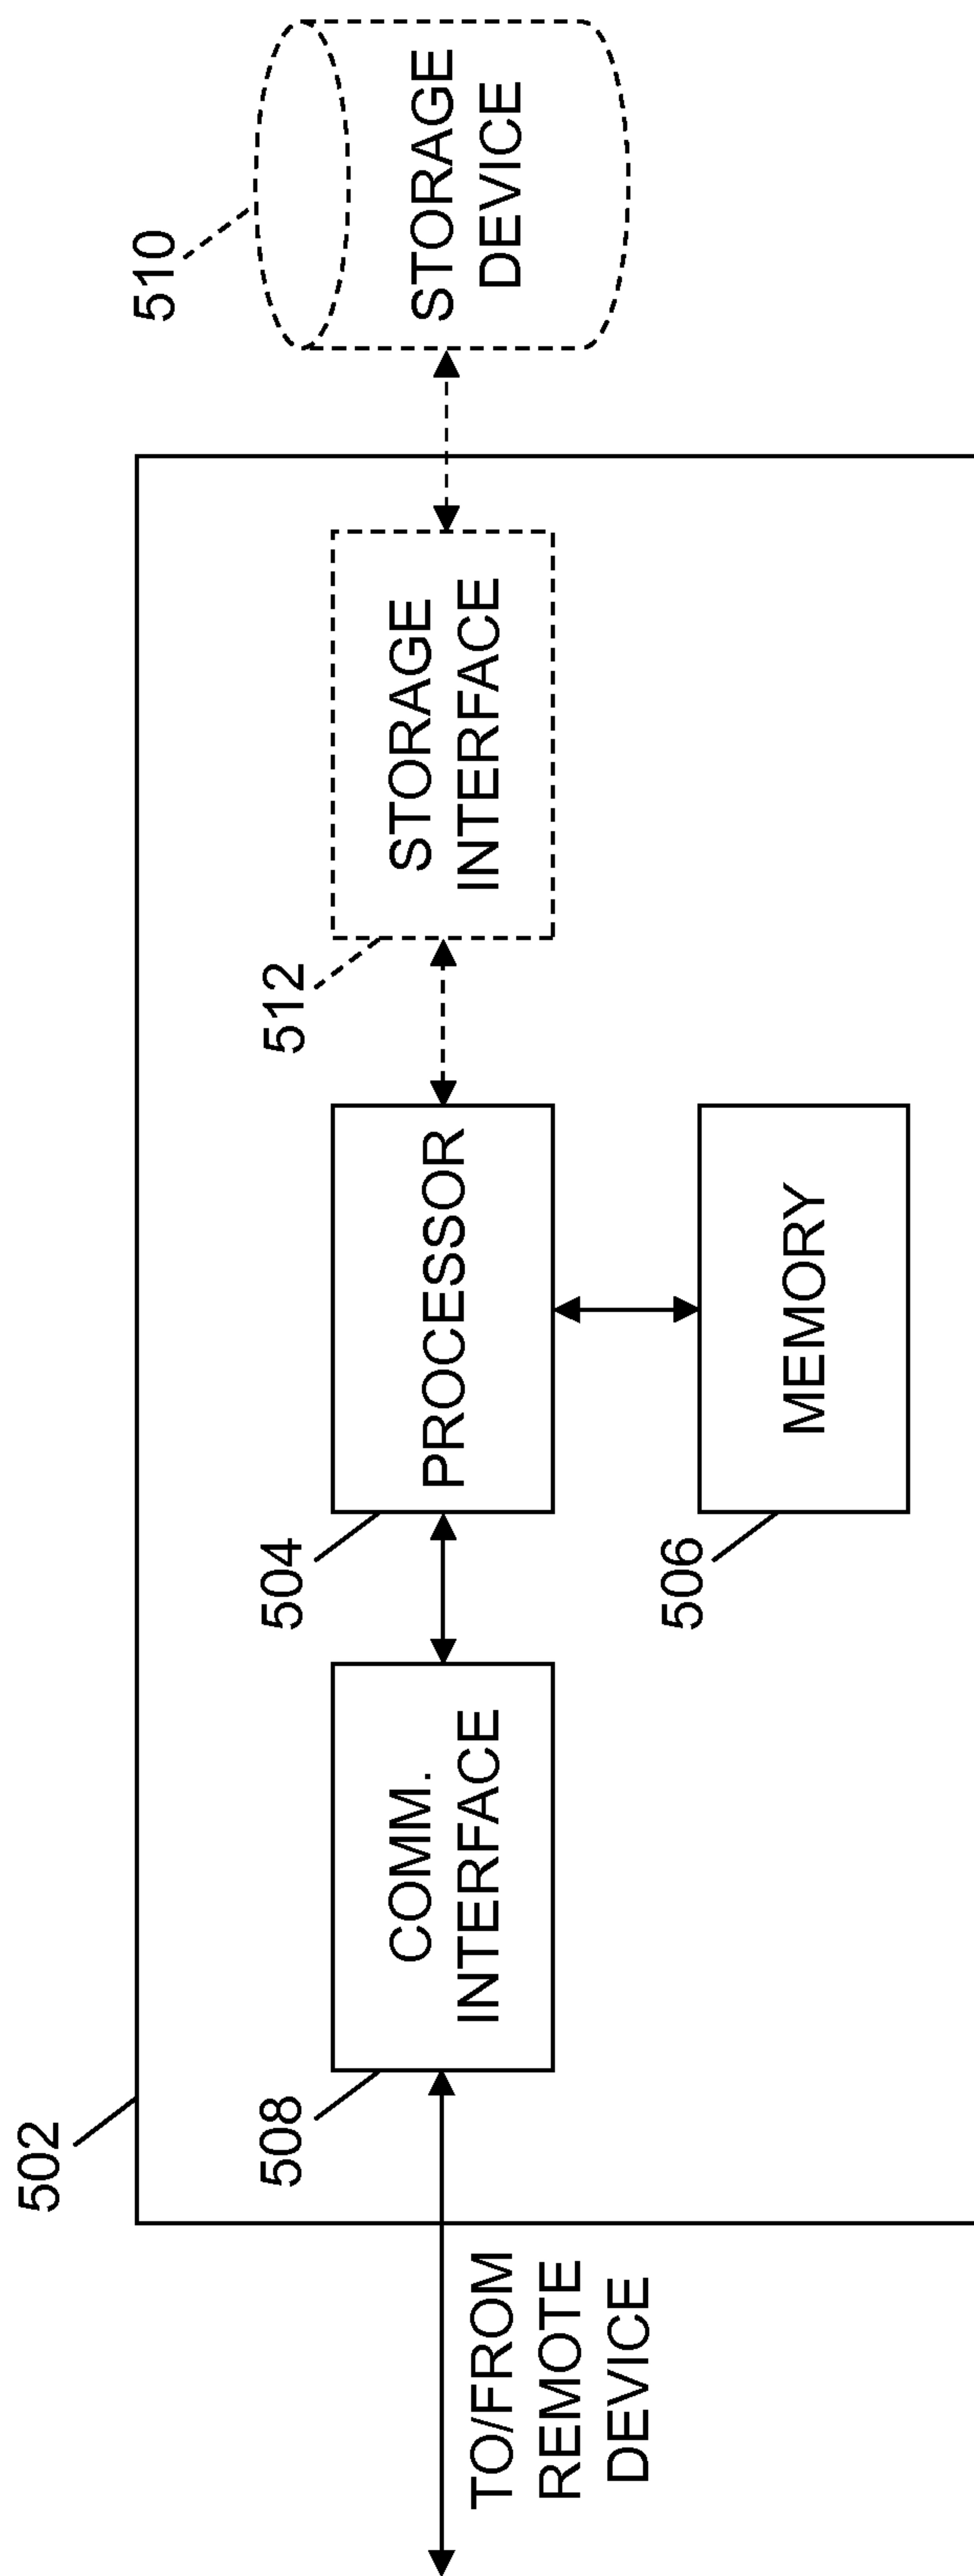 502
TO/FROM
REMOTE
DEVICE
508
COMM.
INTERFACE
504
PROCESSOR
506
MEMORY
512
STORAGE
INTERFACE
510
STORAGE
DEVICE